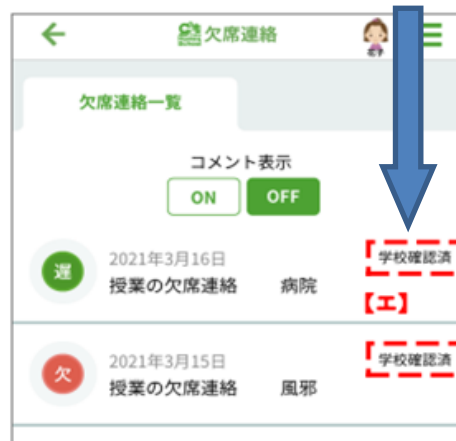 欠席連絡
欠席連絡一覧
コメント表示
ON OFF
遅 2021年3月16日 学校確認済
授業の欠席連絡 病院
【エ】
欠 2021年3月15日 学校確認済
授業の欠席連絡 風邪